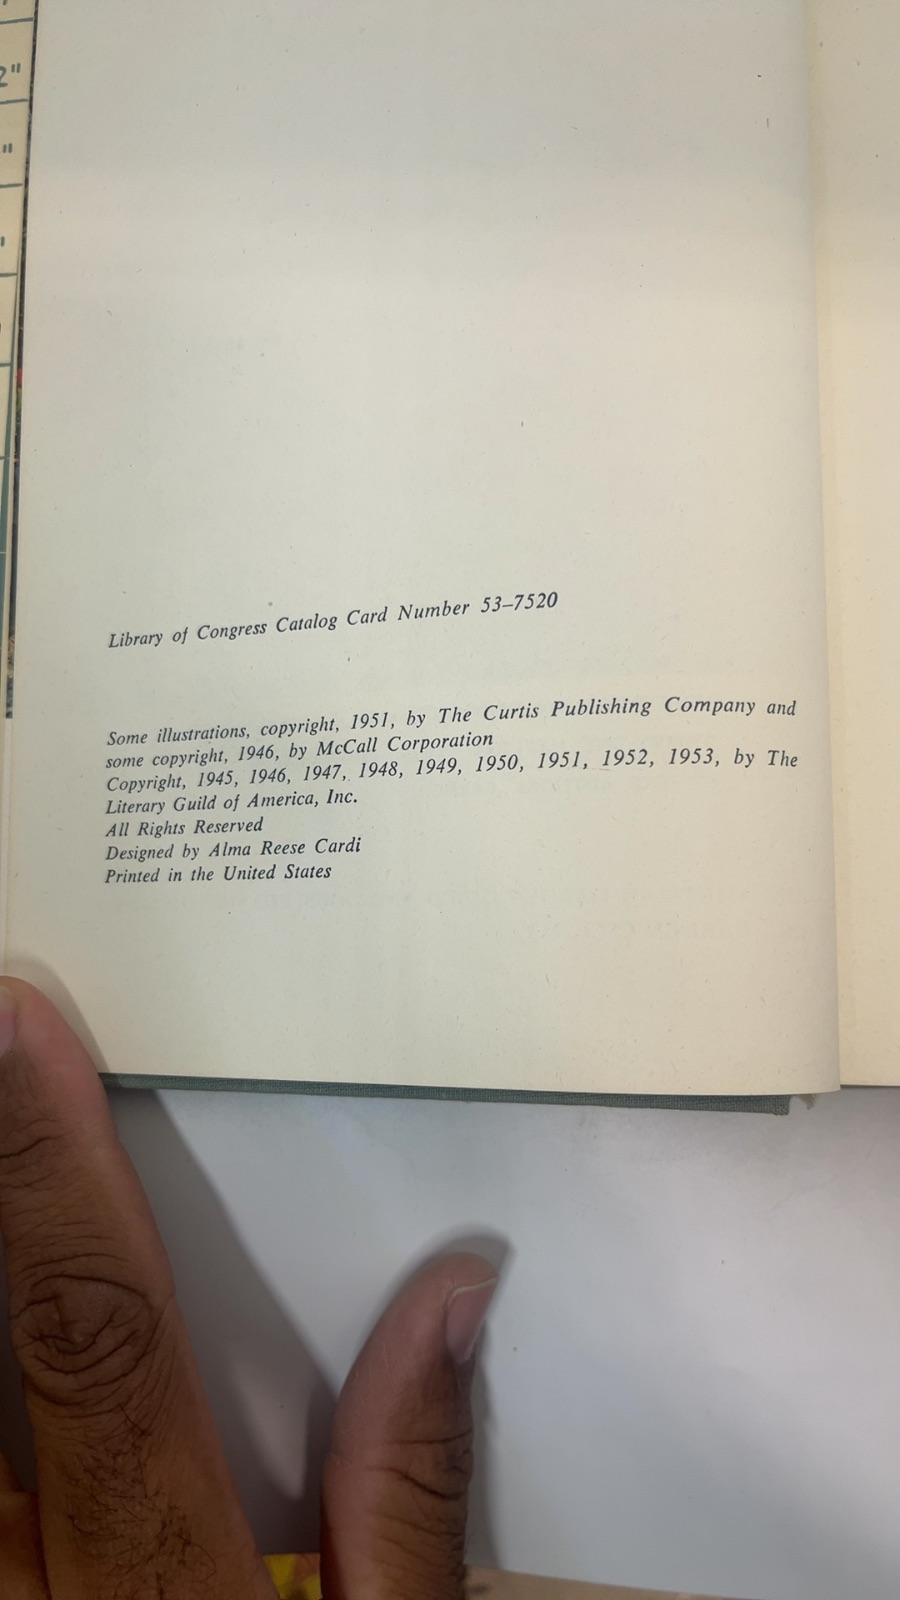 2"
"
Library of Congress Catalog Card Number 53–7520
Some illustrations, copyright, 1951, by The Curtis Publishing Company and
some copyright, 1946, by McCall Corporation
Copyright, 1945, 1946, 1947, 1948, 1949, 1950, 1951, 1952, 1953, by The
Literary Guild of America, Inc.
All Rights Reserved
Designed by Alma Reese Cardi
Printed in the United States